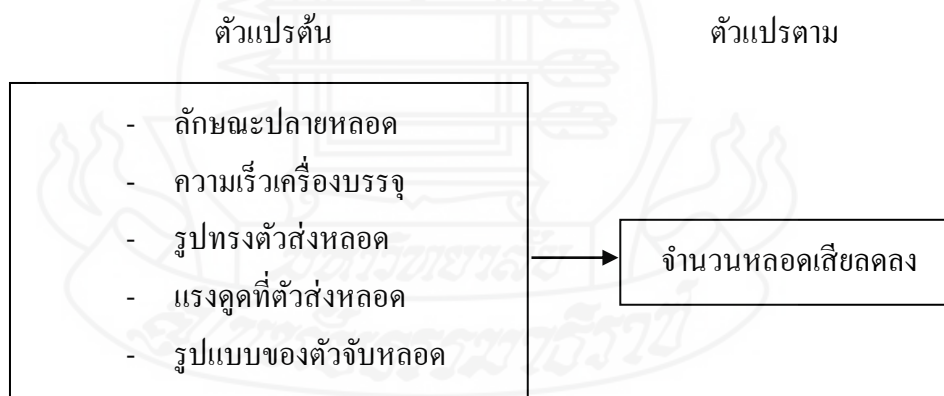 ตัวแปรต้น ตัวแปรตาม
- ลักษณะปลายหลอด
- ความเร็วเครื่องบรรจุ
- รูปทรงตัวส่งหลอด
- แรงดูดที่ตัวส่งหลอด
- รูปแบบของตัวจับหลอด
จำนวนหลอดเสียลดลง